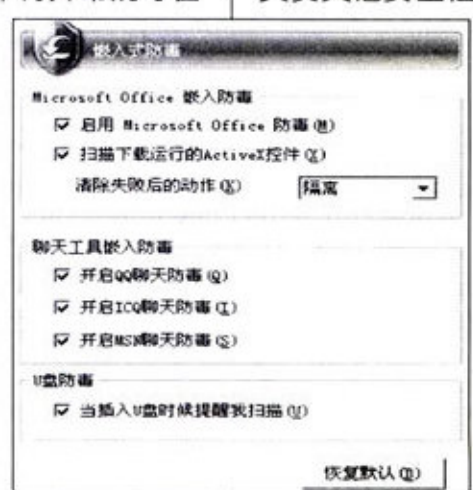 嵌入式防毒
Microsoft Office 嵌入防毒
启用 Microsoft Office 防毒(M)
扫描下载运行的ActiveX控件(X)
清除失败后的动作(X) 隔离
聊天工具嵌入防毒
开启QQ聊天防毒(Q)
开启ICQ聊天防毒(I)
开启MSN聊天防毒(S)
U盘防毒
当插入U盘时候提醒我扫描(U)
恢复默认(D)